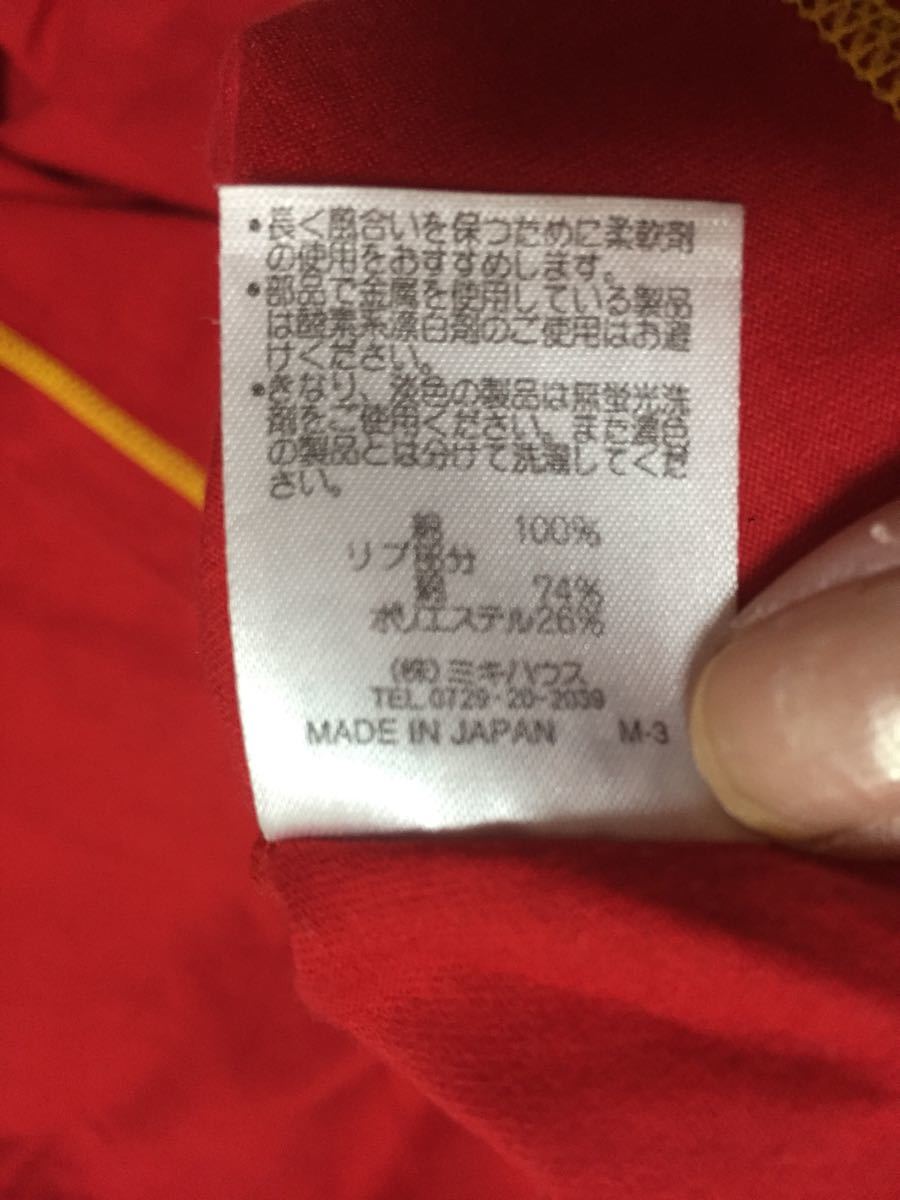 ・長く風合いを保つために柔軟剤
の使用をおすすめします。
・部品で金属を使用している製品
は酸素系漂白剤のご使用はお避
けください。
・きなり、淡色の製品は無蛍光洗
剤をご使用ください。また濃色
の製品とは分けて洗濯してくだ
さい。
綿 100%
リブ部分
綿 74%
ポリエステル26%
(株)ミキハウス
TEL.0729-20-2039
MADE IN JAPAN M-3